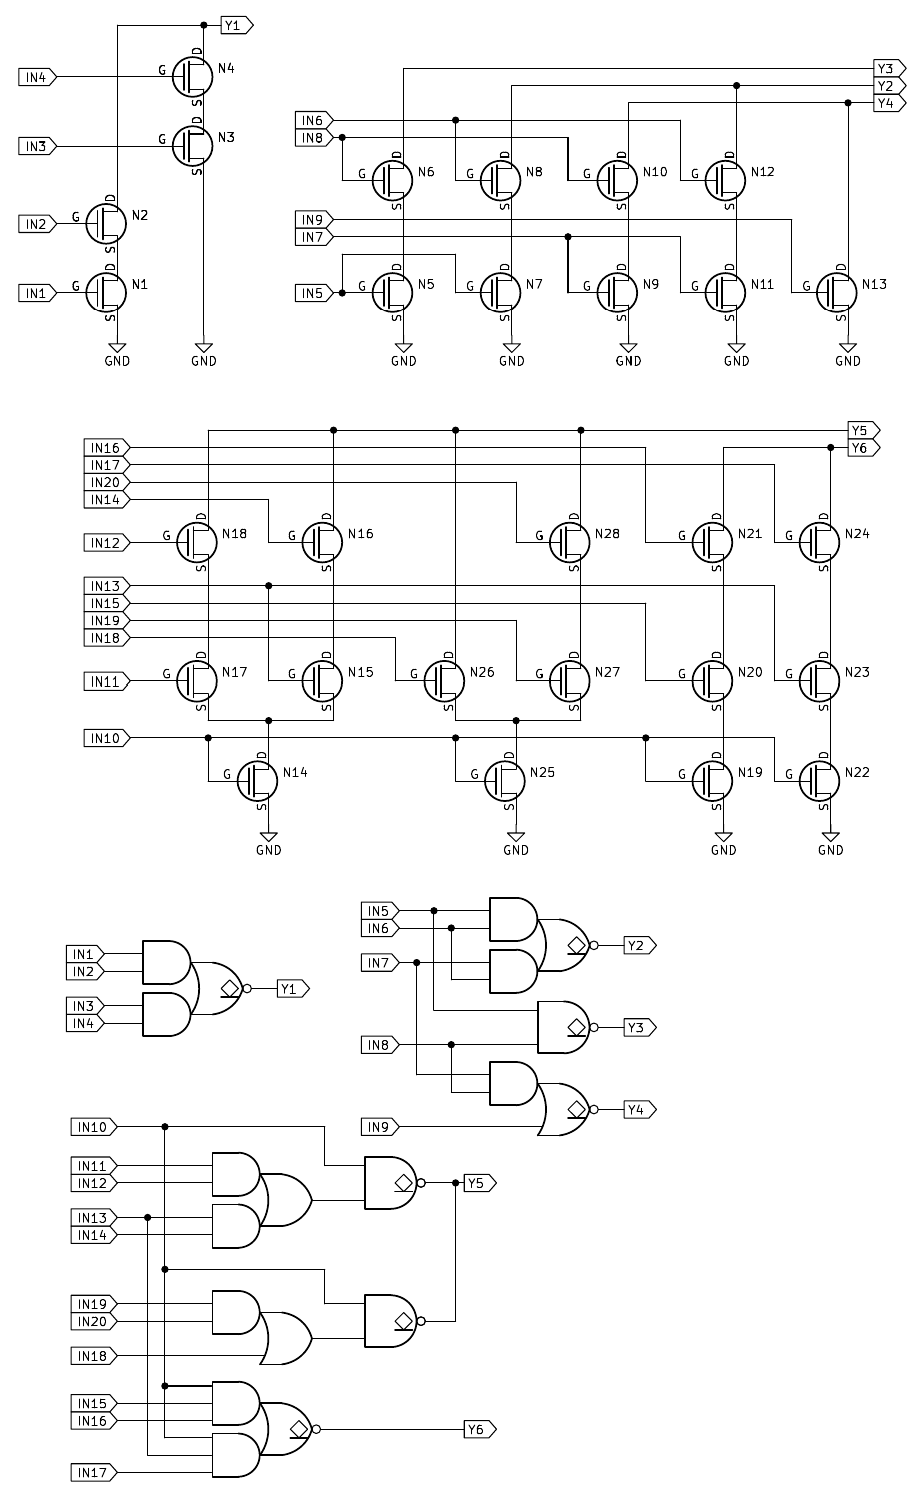 Y1
D
IN4 G N4
S
D
IN3 G N3
S
D
IN2 G N2
S
D
IN1 G N1
S
GND GND
Y3
Y2
Y4
IN6
IN8
D D D D
G N6 G N8 G N10 G N12
S S S S
IN9
IN7
D D D D D
IN5 G N5 G N7 G N9 G N11 G N13
S S S S S
GND GND GND GND GND
Y5
IN16 Y6
IN17
IN20
IN14
D D D D D
IN12 G N18 G N16 G N28 G N21 G N24
S S S S S
IN13
IN15
IN19
IN18
D D D D D D
IN11 G N17 G N15 G N26 G N27 G N20 G N23
S S S S S S
IN10
D D D D
G N14 G N25 G N19 G N22
S S S S
GND GND GND GND
IN1
IN2
Y1
IN3
IN4
IN5
IN6
Y2
IN7
Y3
IN8
Y4
IN9
IN10
IN11
IN12
Y5
IN13
IN14
IN19
IN20
IN18
IN15
IN16
Y6
IN17